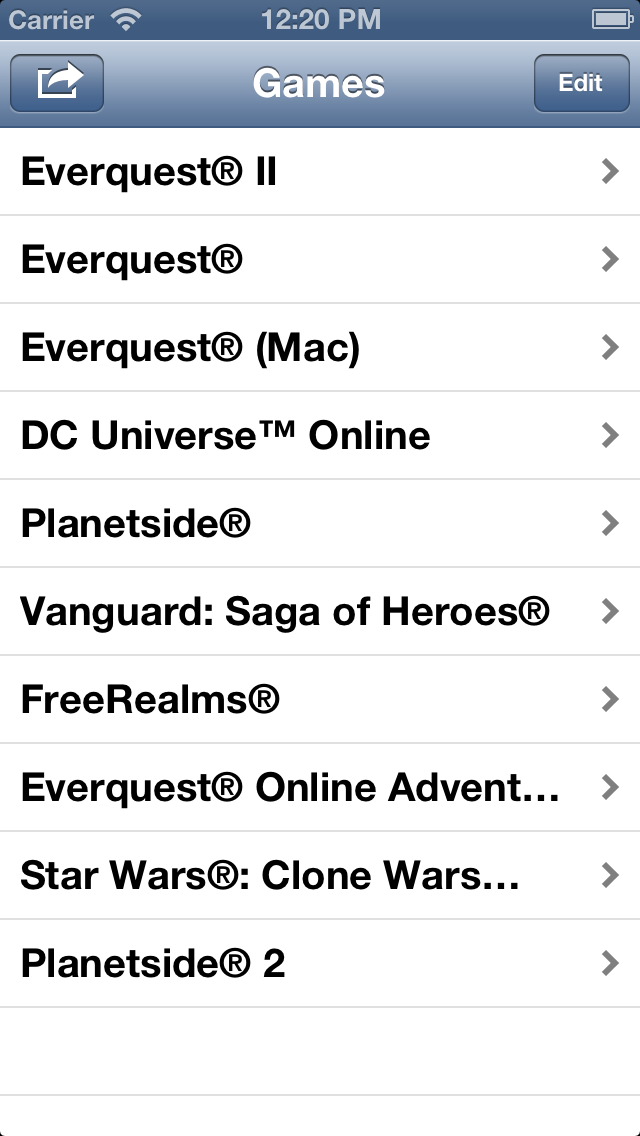 Carrier 12:20 PM
Games Edit
Everquest® II
Everquest®
Everquest® (Mac)
DC Universe™ Online
Planetside®
Vanguard: Saga of Heroes®
FreeRealms®
Everquest® Online Advent...
Star Wars®: Clone Wars...
Planetside® 2